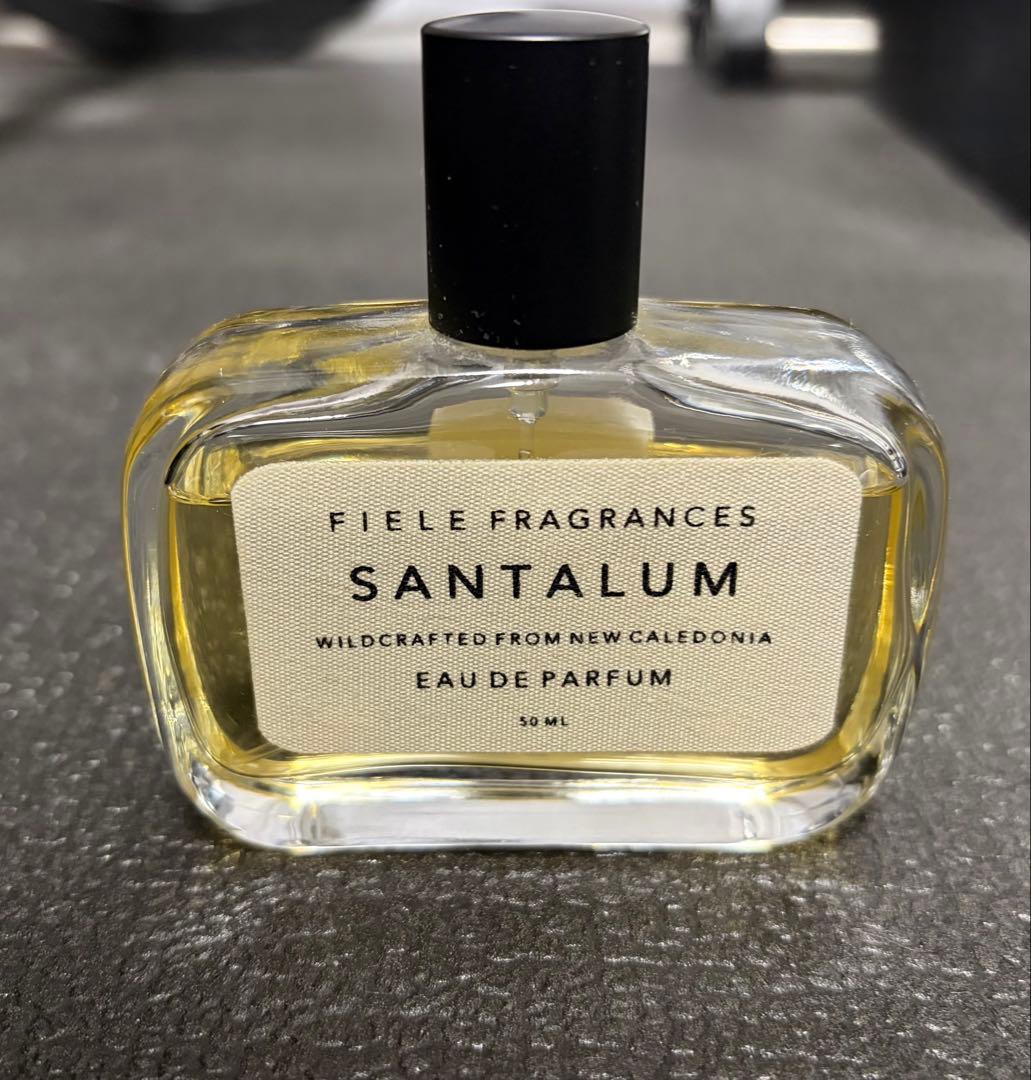 FIELE FRAGRANCES
SANTALUM
WILDCRAFTED FROM NEW CALEDONIA
EAU DE PARFUM
50 ML